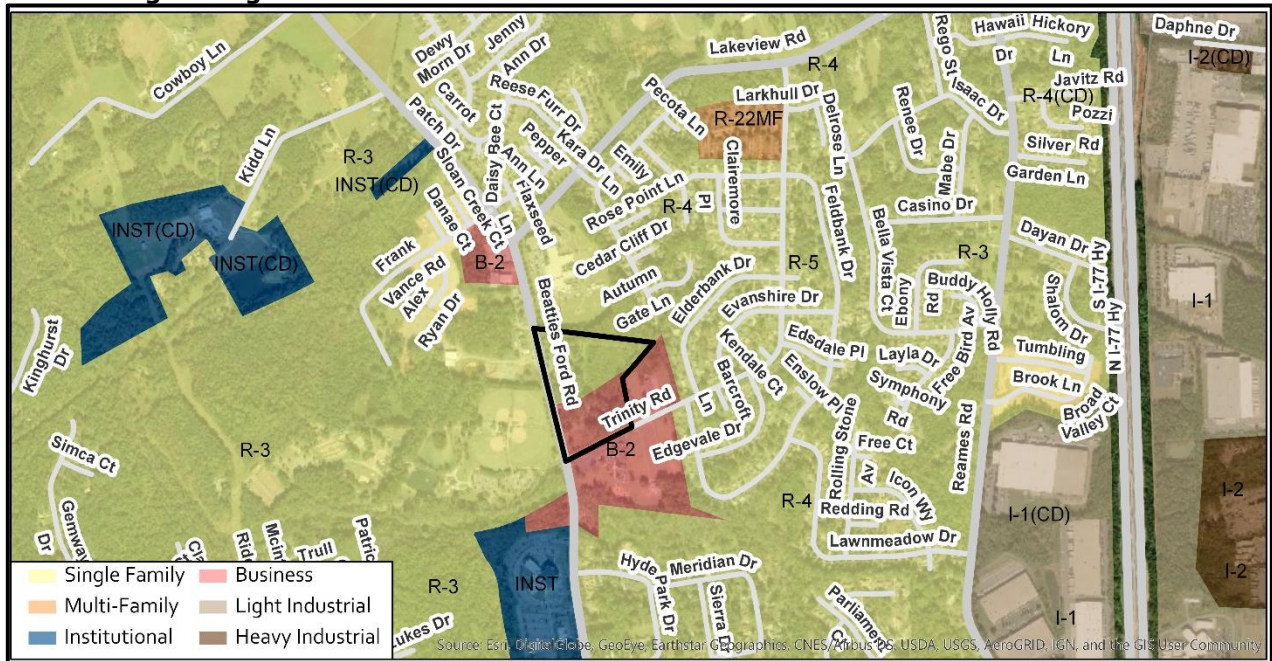 Cowboy Ln
Kidd Ln
Dewy
Morn Dr
Jenny
Ann Dr
Carrot
Patch Dr
Reese Furr Dr
Lakeview Rd
R-4
Rego St
Hawaii
Hickory
Ln
Dr
Daphne Dr
I-2(CD)
Javitz Rd
R-4(CD)
Pozzi
Isaac Dr
Silver Rd
Garden Ln
Pecota Ln
Larkhull Dr
R-22MF
Delrose Ln
Renee Dr
Mabe Dr
Daisy Bee Ct
Pepper
Ann Ln
Kara Dr
Ln
Emily
Clairemore
Pl
R-3
INST(CD)
Sloan Creek Ct
Danae Ct
Flaxseed
Ln
Rose Point Ln
R-4
Feldbank Dr
Casino Dr
INST(CD)
INST(CD)
Frank
Vance Rd
Alex
Ryan Dr
B-2
Cedar Cliff Dr
Autumn
Gate Ln
Elderbank Dr
R-5
Bella Vista Ct
R-3
Dayan Dr
Shalom Dr
S I-77 Hy
N I-77 Hy
I-1
Kinghurst
Dr
Beatties Ford Rd
Evanshire Dr
Ebony
Rd
Buddy Holly Rd
Free Bird Av
Edsdale Pl
Layla Dr
Tumbling
Brook Ln
Broad
Valley Ct
Kendale Ct
Enslow Pl
Symphony
Rd
Barcroft
Ln
Trinity Rd
B-2
Edgevale Dr
Reames Rd
Free Ct
Rolling Stone
Av
Icon Wy
R-3
Simca Ct
R-4
Redding Rd
Lawnmeadow Dr
I-1(CD)
I-2
I-2
I-1
Gemway
Dr
Trull
Patric
R-3
INST
Hyde Park Dr
Meridian Dr
Sierra Dr
Parliament
Single Family
Business
Multi-Family
Light Industrial
Institutional
Heavy Industrial
Source: Esri, DigitalGlobe, GeoEye, Earthstar Geographics, CNES/Airbus DS, USDA, USGS, AeroGRID, IGN, and the GIS User Community